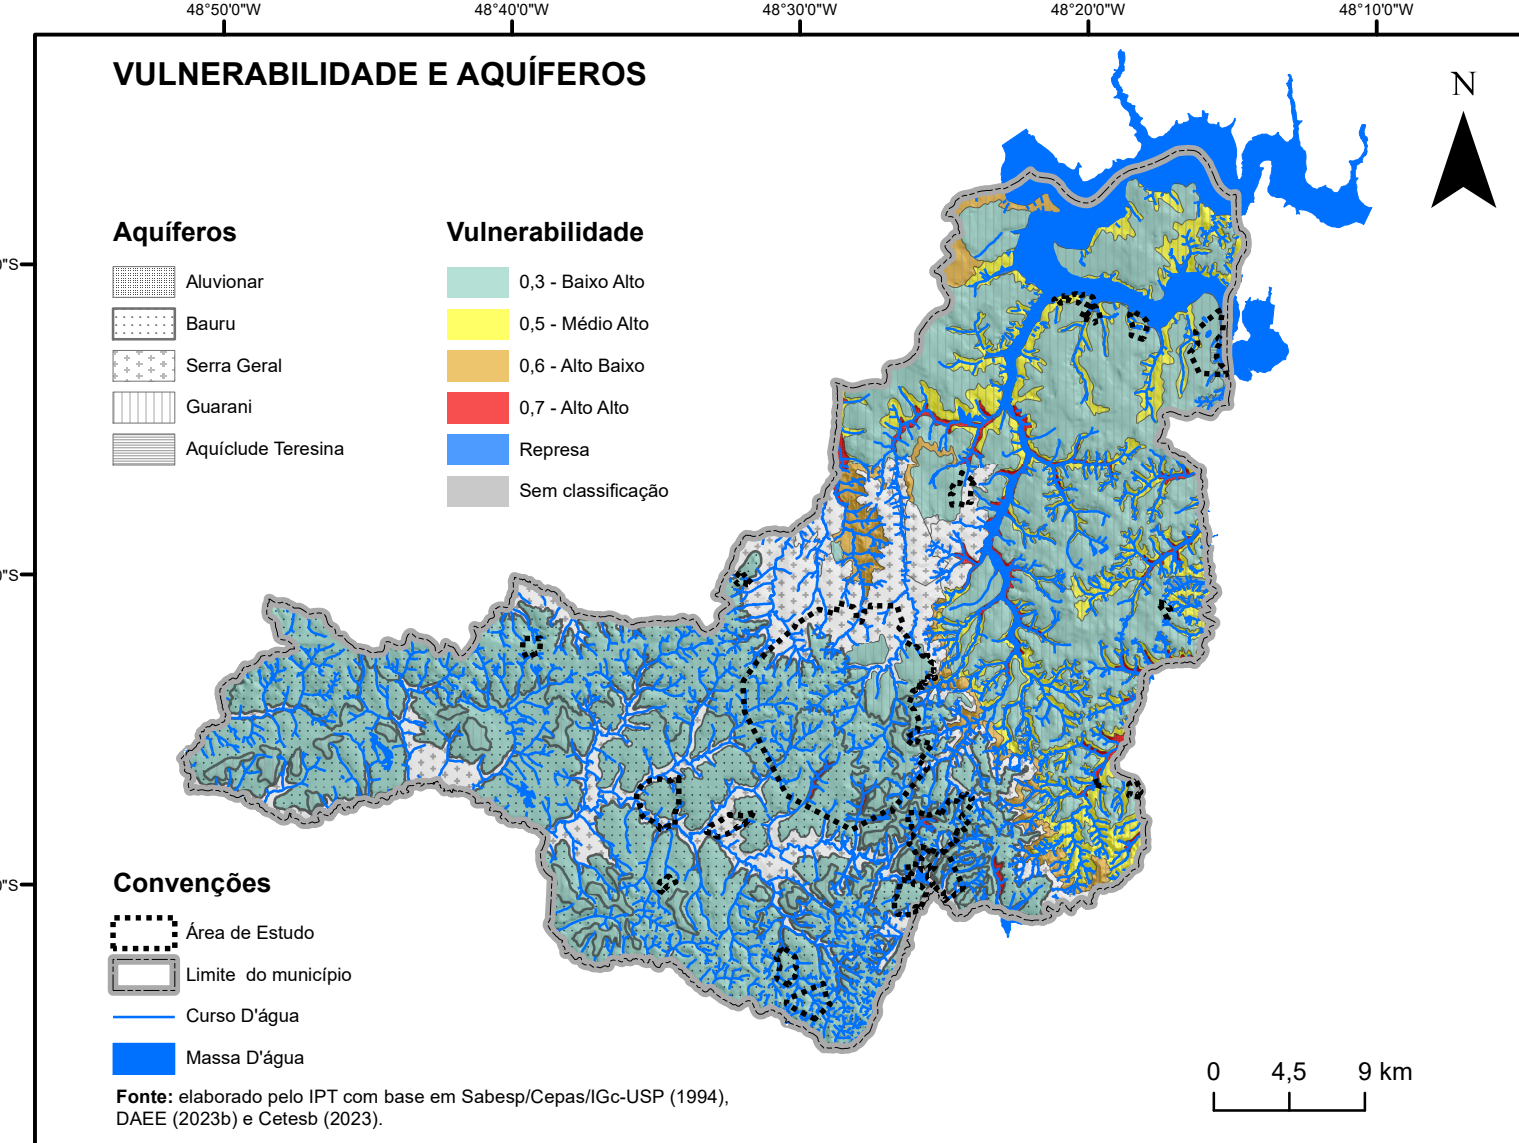 48°50'0"W 48°40'0"W 48°30'0"W 48°20'0"W 48°10'0"W
VULNERABILIDADE E AQUÍFEROS
N
Aquíferos
Aluvionar
Bauru
Serra Geral
Guarani
Aquíclude Teresina
Vulnerabilidade
0,3 - Baixo Alto
0,5 - Médio Alto
0,6 - Alto Baixo
0,7 - Alto Alto
Represa
Sem classificação
0"S
0"S
0"S
Convenções
Área de Estudo
Limite do município
Curso D'água
Massa D'água
Fonte: elaborado pelo IPT com base em Sabesp/Cepas/IGc-USP (1994),
DAEE (2023b) e Cetesb (2023).
0 4,5 9 km